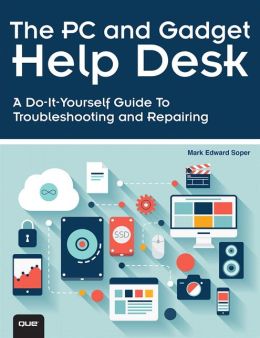 The PC and Gadget
Help Desk
A Do-It-Yourself Guide To
Troubleshooting and Repairing
Mark Edward Soper
SSD
que